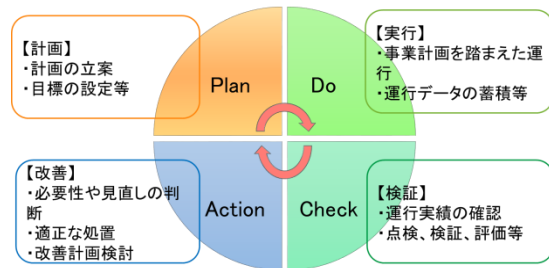 【計画】
・計画の立案
・目標の設定等
Plan
Do
【実行】
・事業計画を踏まえた運
行
・運行データの蓄積等
【改善】
・必要性や見直しの判
断
・適正な処置
・改善計画検討
Action
Check
【検証】
・運行実績の確認
・点検、検証、評価等